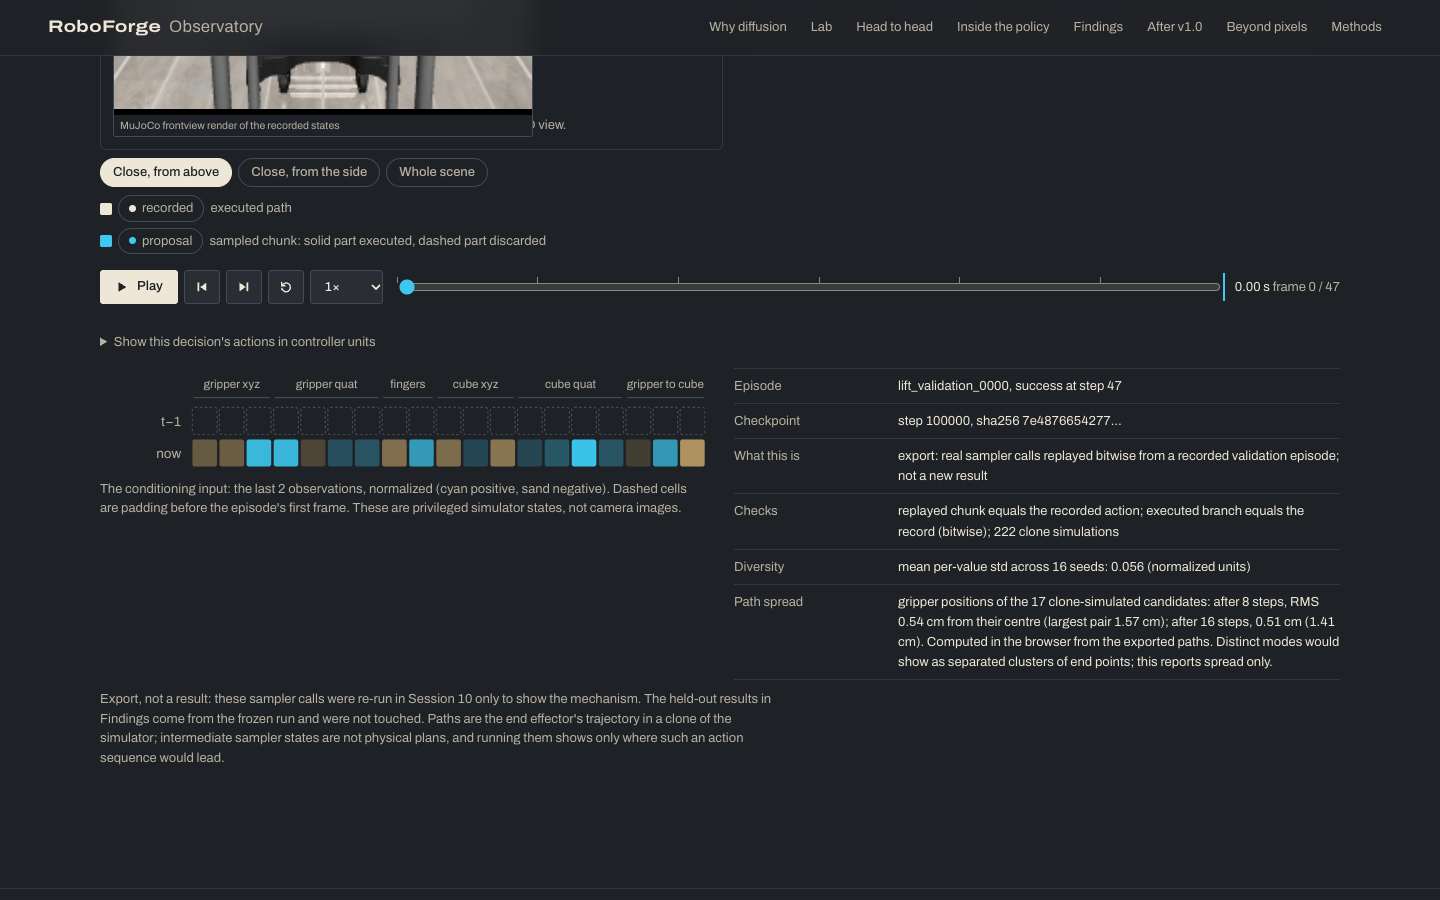 RoboForge Observatory
Why diffusion Lab Head to head Inside the policy Findings After v1.0 Beyond pixels Methods
MuJoCo frontview render of the recorded states
view.
Close, from above Close, from the side Whole scene
recorded executed path
proposal sampled chunk: solid part executed, dashed part discarded
Play 1× 0.00 s frame 0 / 47
Show this decision's actions in controller units
gripper xyz gripper quat fingers cube xyz cube quat gripper to cube
t−1
now
The conditioning input: the last 2 observations, normalized (cyan positive, sand negative). Dashed cells
are padding before the episode's first frame. These are privileged simulator states, not camera images.
Episode lift_validation_0000, success at step 47
Checkpoint step 100000, sha256 7e4876654277…
What this is export: real sampler calls replayed bitwise from a recorded validation episode;
not a new result
Checks replayed chunk equals the recorded action; executed branch equals the
record (bitwise); 222 clone simulations
Diversity mean per-value std across 16 seeds: 0.056 (normalized units)
Path spread gripper positions of the 17 clone-simulated candidates: after 8 steps, RMS
0.54 cm from their centre (largest pair 1.57 cm); after 16 steps, 0.51 cm (1.41
cm). Computed in the browser from the exported paths. Distinct modes would
show as separated clusters of end points; this reports spread only.
Export, not a result: these sampler calls were re-run in Session 10 only to show the mechanism. The held-out results in
Findings come from the frozen run and were not touched. Paths are the end effector's trajectory in a clone of the
simulator; intermediate sampler states are not physical plans, and running them shows only where such an action
sequence would lead.